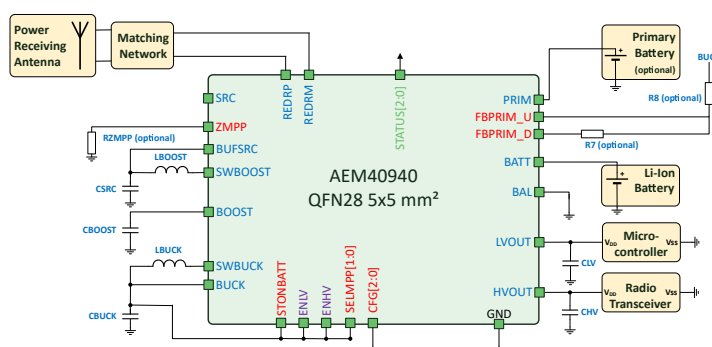 Power
Receiving
Antenna
Matching
Network
Primary
Battery
(optional)
BUC
R8 (optional)
REDRP
REDRM
STATUS[2:0]
SRC
PRIM
ZMPP
FBPRIM_U
RZMPP (optional)
FBPRIM_D
R7 (optional)
BUFSRC
LBOOST
SWBOOST
BATT
CSRC
AEM40940
QFN28 5x5 mm²
BAL
Li-Ion
Battery
BOOST
CBOOST
LVOUT
VDD
Micro-
controller
VSS
CLV
LBUCK
SWBUCK
BUCK
HVOUT
VDD
Radio
Transceiver
VSS
CHV
CBUCK
STONBATT
ENLV
ENHV
SELMPP[1:0]
CFG[2:0]
GND